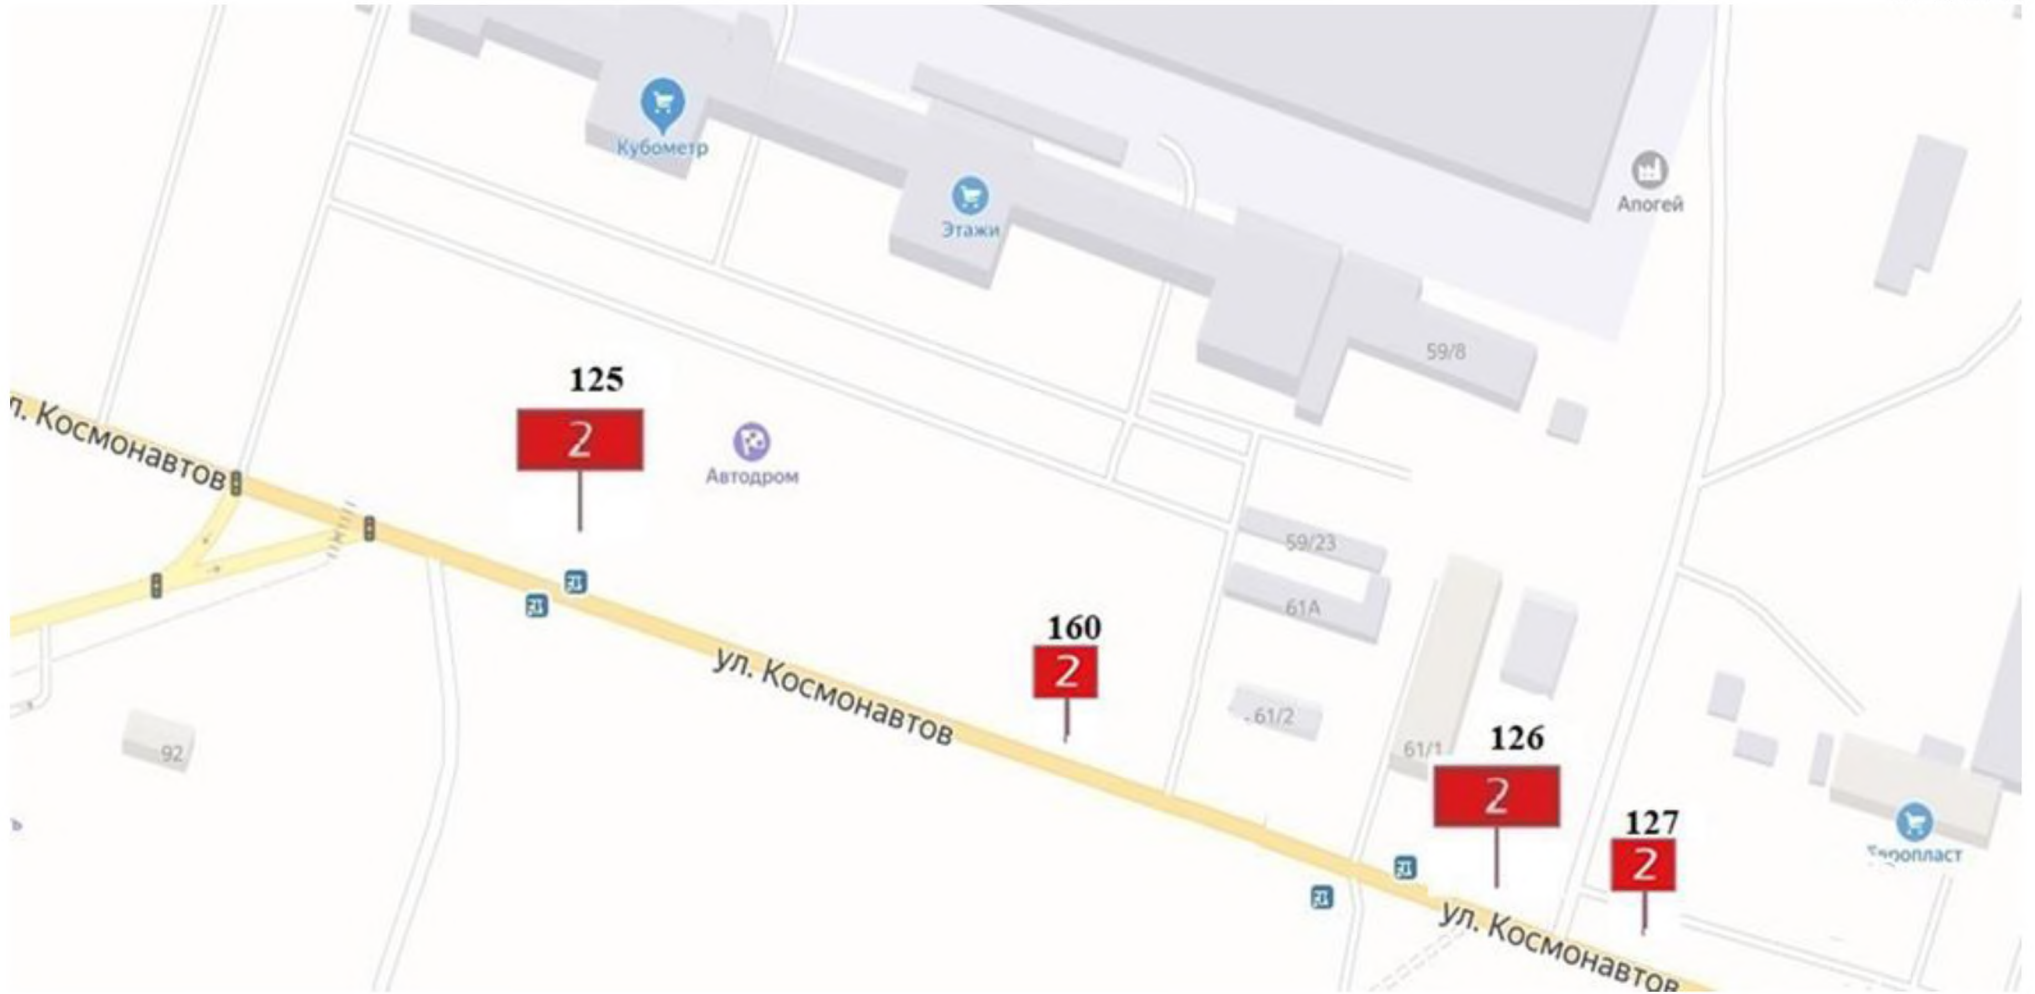 Кубометр
Апогей
Этажи
59/8
125
2
л. Космонавтов
Автодром
59/23
61А
160
2
ул. Космонавтов
61/2
92
61/1
126
2
127
2
Европласт
ь
ул. Космонавтов